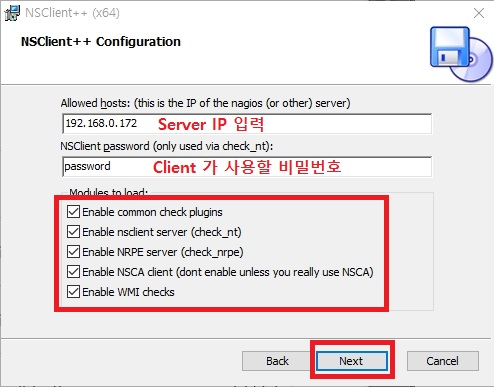 NSClient++ (x64)
NSClient++ Configuration
Allowed hosts: (this is the IP of the nagios (or other) server)
192.168.0.172 Server IP 입력
NSClient password (only used via check_nt):
password Client 가 사용할 비밀번호
Modules to load:
Enable common check plugins
Enable nsclient server (check_nt)
Enable NRPE server (check_nrpe)
Enable NSCA client (dont enable unless you really use NSCA)
Enable WMI checks
Back Next Cancel